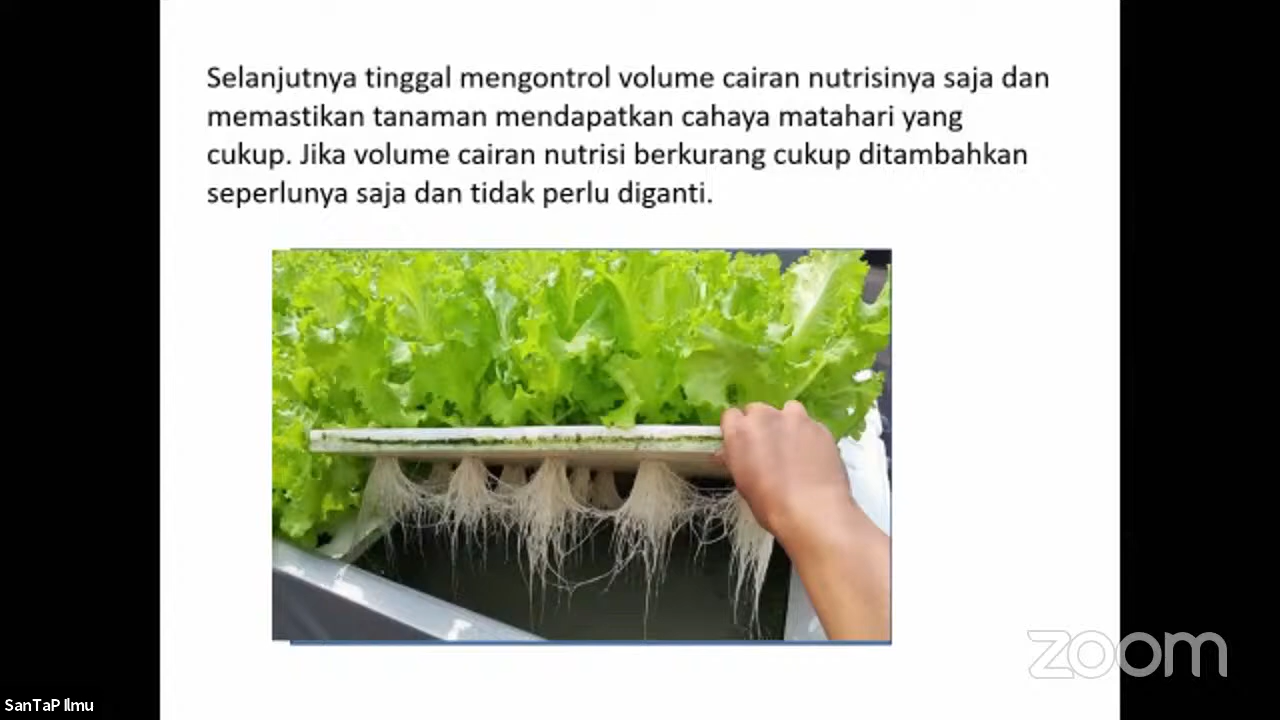 Selanjutnya tinggal mengontrol volume cairan nutrisinya saja dan
memastikan tanaman mendapatkan cahaya matahari yang
cukup. Jika volume cairan nutrisi berkurang cukup ditambahkan
seperlunya saja dan tidak perlu diganti.
zoom
SanTaP Ilmu